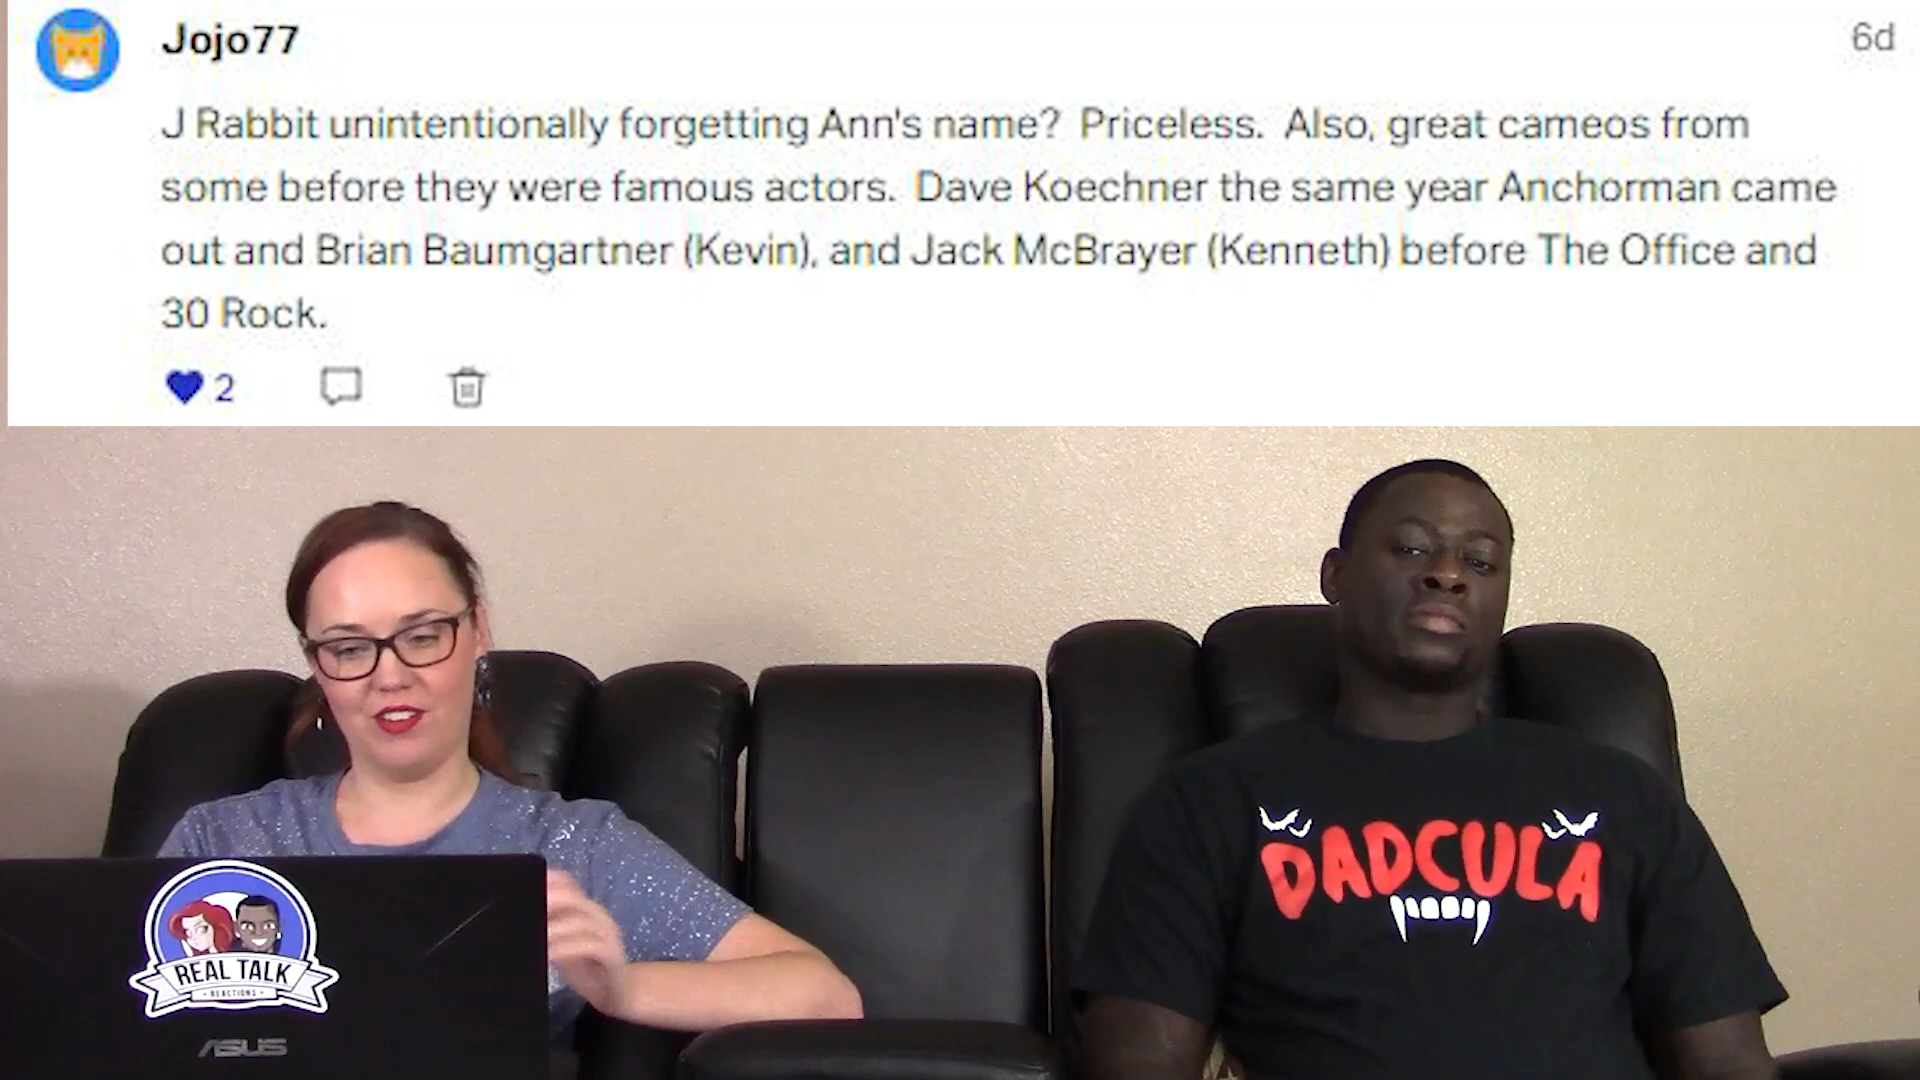 Jojo77
6d
J Rabbit unintentionally forgetting Ann's name? Priceless. Also, great cameos from
some before they were famous actors. Dave Koechner the same year Anchorman came
out and Brian Baumgartner (Kevin), and Jack McBrayer (Kenneth) before The Office and
30 Rock.
2
DADCULA
REAL TALK
REACTIONS
ASUS